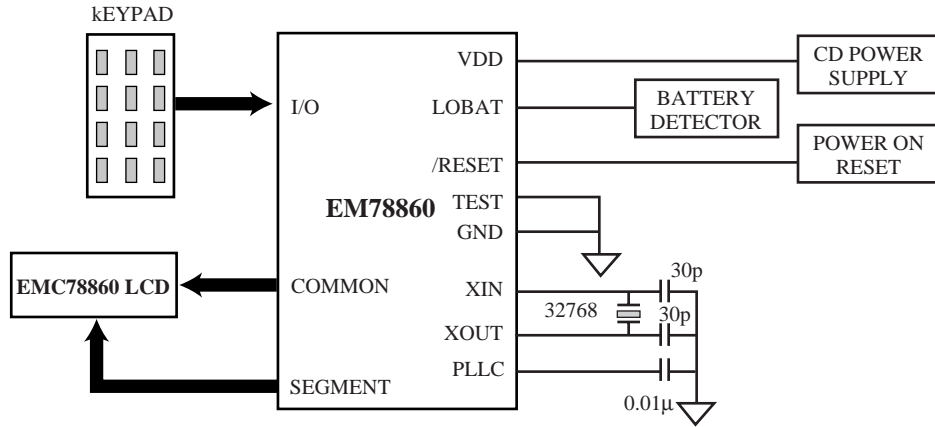 kEYPAD
I/O
EM78860
COMMON
SEGMENT
EMC78860 LCD
VDD
LOBAT
/RESET
TEST
GND
XIN
XOUT
PLLC
CD POWER
SUPPLY
BATTERY
DETECTOR
POWER ON
RESET
30p
32768
30p
0.01μ